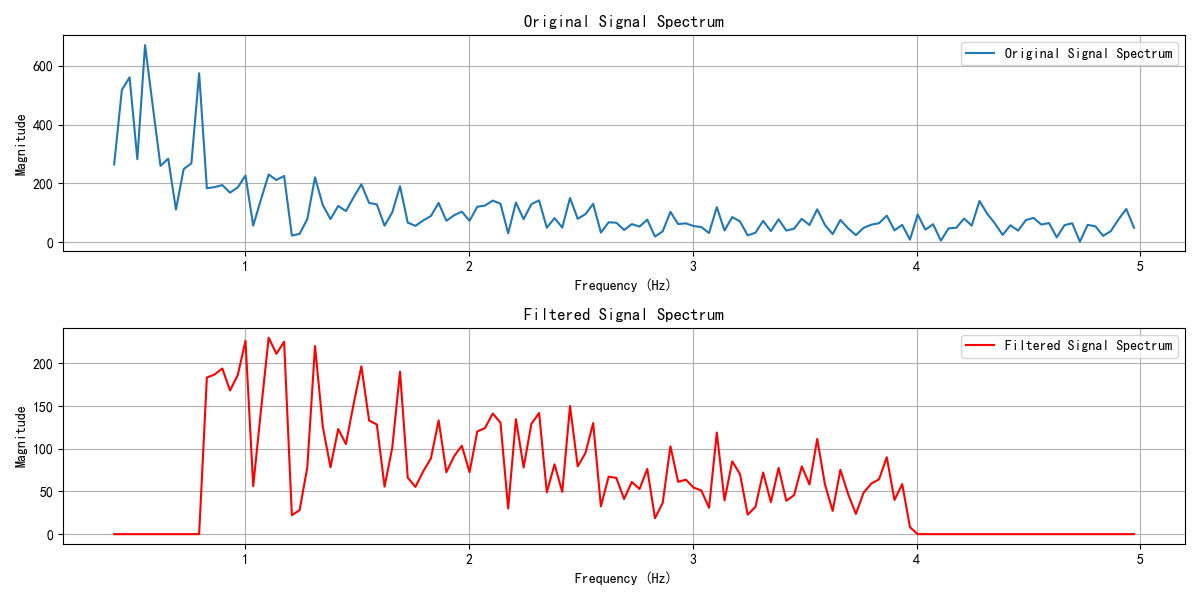 Original Signal Spectrum
Original Signal Spectrum
600
400
200
0
Magnitude
1 2 3 4 5
Frequency (Hz)
Filtered Signal Spectrum
Filtered Signal Spectrum
200
150
100
50
0
Magnitude
1 2 3 4 5
Frequency (Hz)